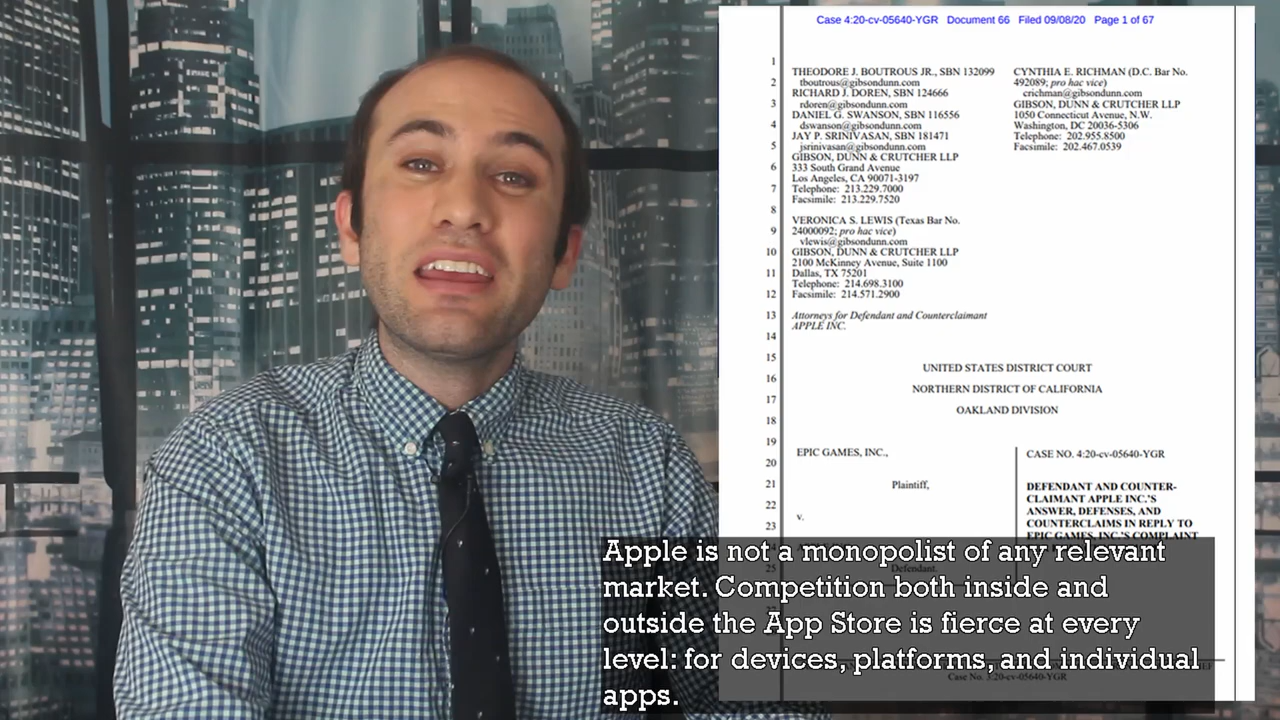 Case 4:20-cv-05640-YGR Document 66 Filed 09/08/20 Page 1 of 67
1
2
3
4
5
6
7
8
9
10
11
12
13
14
15
16
17
18
19
20
21
22
23
THEODORE J. BOUTROUS JR., SBN 132099
tboutrous@gibsondunn.com
RICHARD J. DOREN, SBN 124666
rdoren@gibsondunn.com
DANIEL G. SWANSON, SBN 116556
dswanson@gibsondunn.com
JAY P. SRINIVASAN, SBN 181471
jsrinivasan@gibsondunn.com
GIBSON, DUNN & CRUTCHER LLP
333 South Grand Avenue
Los Angeles, CA 90071-3197
Telephone: 213.229.7000
Facsimile: 213.229.7520
VERONICA S. LEWIS (Texas Bar No.
24000092; pro hac vice)
vlewis@gibsondunn.com
GIBSON, DUNN & CRUTCHER LLP
2100 McKinney Avenue, Suite 1100
Dallas, TX 75201
Telephone: 214.698.3100
Facsimile: 214.571.2900
Attorneys for Defendant and Counterclaimant
APPLE INC.
CYNTHIA E. RICHMAN (D.C. Bar No.
492089; pro hac vice)
crichman@gibsondunn.com
GIBSON, DUNN & CRUTCHER LLP
1050 Connecticut Avenue, N.W.
Washington, DC 20036-5306
Telephone: 202.955.8500
Facsimile: 202.467.0539
UNITED STATES DISTRICT COURT
NORTHERN DISTRICT OF CALIFORNIA
OAKLAND DIVISION
EPIC GAMES, INC.,
Plaintiff,
v.
Defendant.
CASE NO. 4:20-cv-05640-YGR
DEFENDANT AND COUNTER-
CLAIMANT APPLE INC.'S
ANSWER, DEFENSES, AND
COUNTERCLAIMS IN REPLY TO
EPIC GAMES, INC.'S COMPLAINT
25
Apple is not a monopolist of any relevant
market. Competition both inside and
outside the App Store is fierce at every
level: for devices, platforms, and individual
apps.